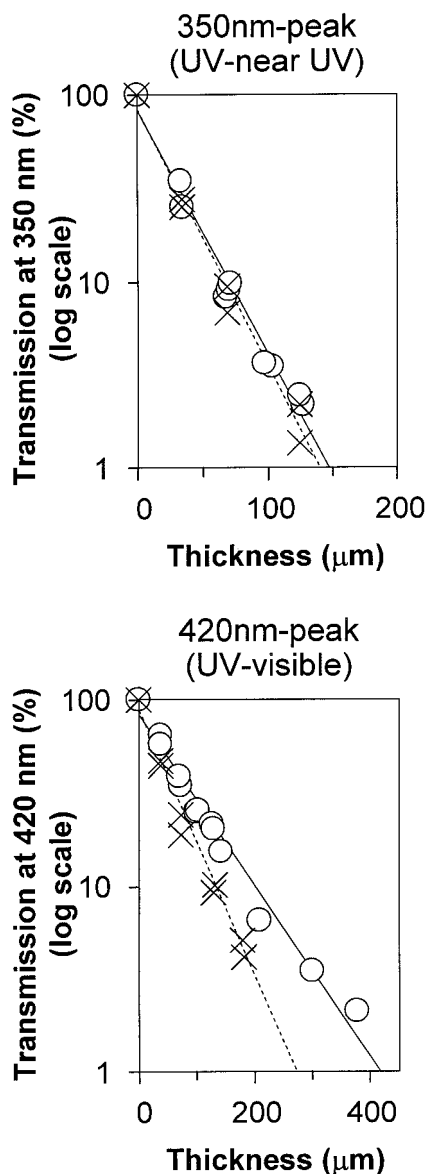 350nm-peak
(UV-near UV)
Transmission at 350 nm (%)
(log scale)
100
10
1
0
100
200
Thickness (μm)
420nm-peak
(UV-visible)
Transmission at 420 nm (%)
(log scale)
100
10
1
0
200
400
Thickness (μm)